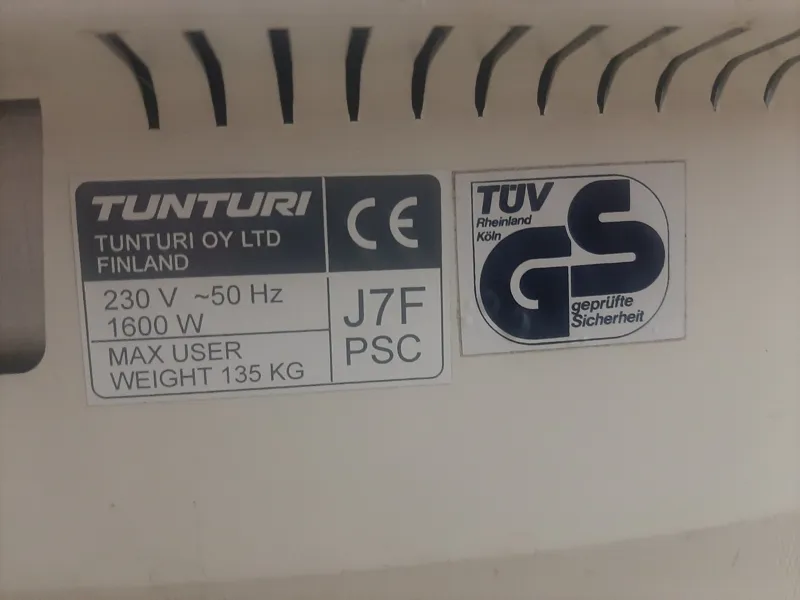 TUNTURI
TUNTURI OY LTD
FINLAND
CE
230 V ~50 Hz
1600 W
MAX USER
WEIGHT 135 KG
J7F
PSC
TÜV
Rheinland
Köln
GS
geprüfte
Sicherheit